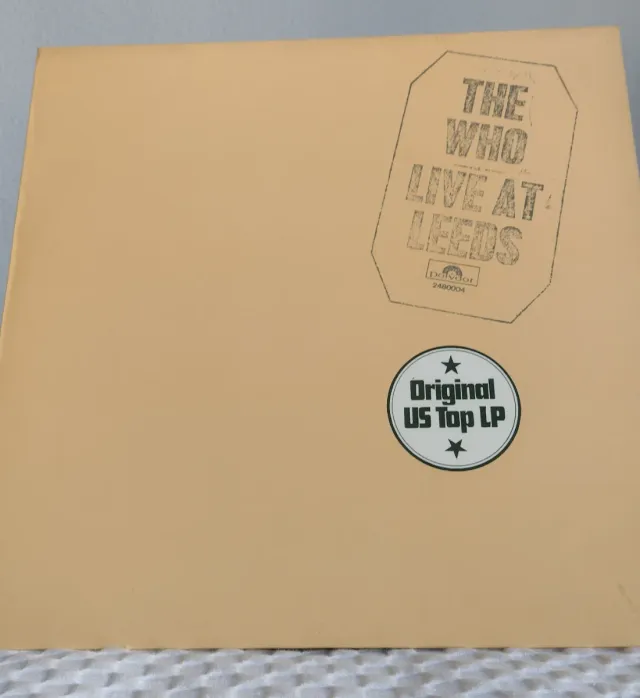 THE
WHO
LIVE AT
LEEDS
Polydor
2480004
Original
US Top LP